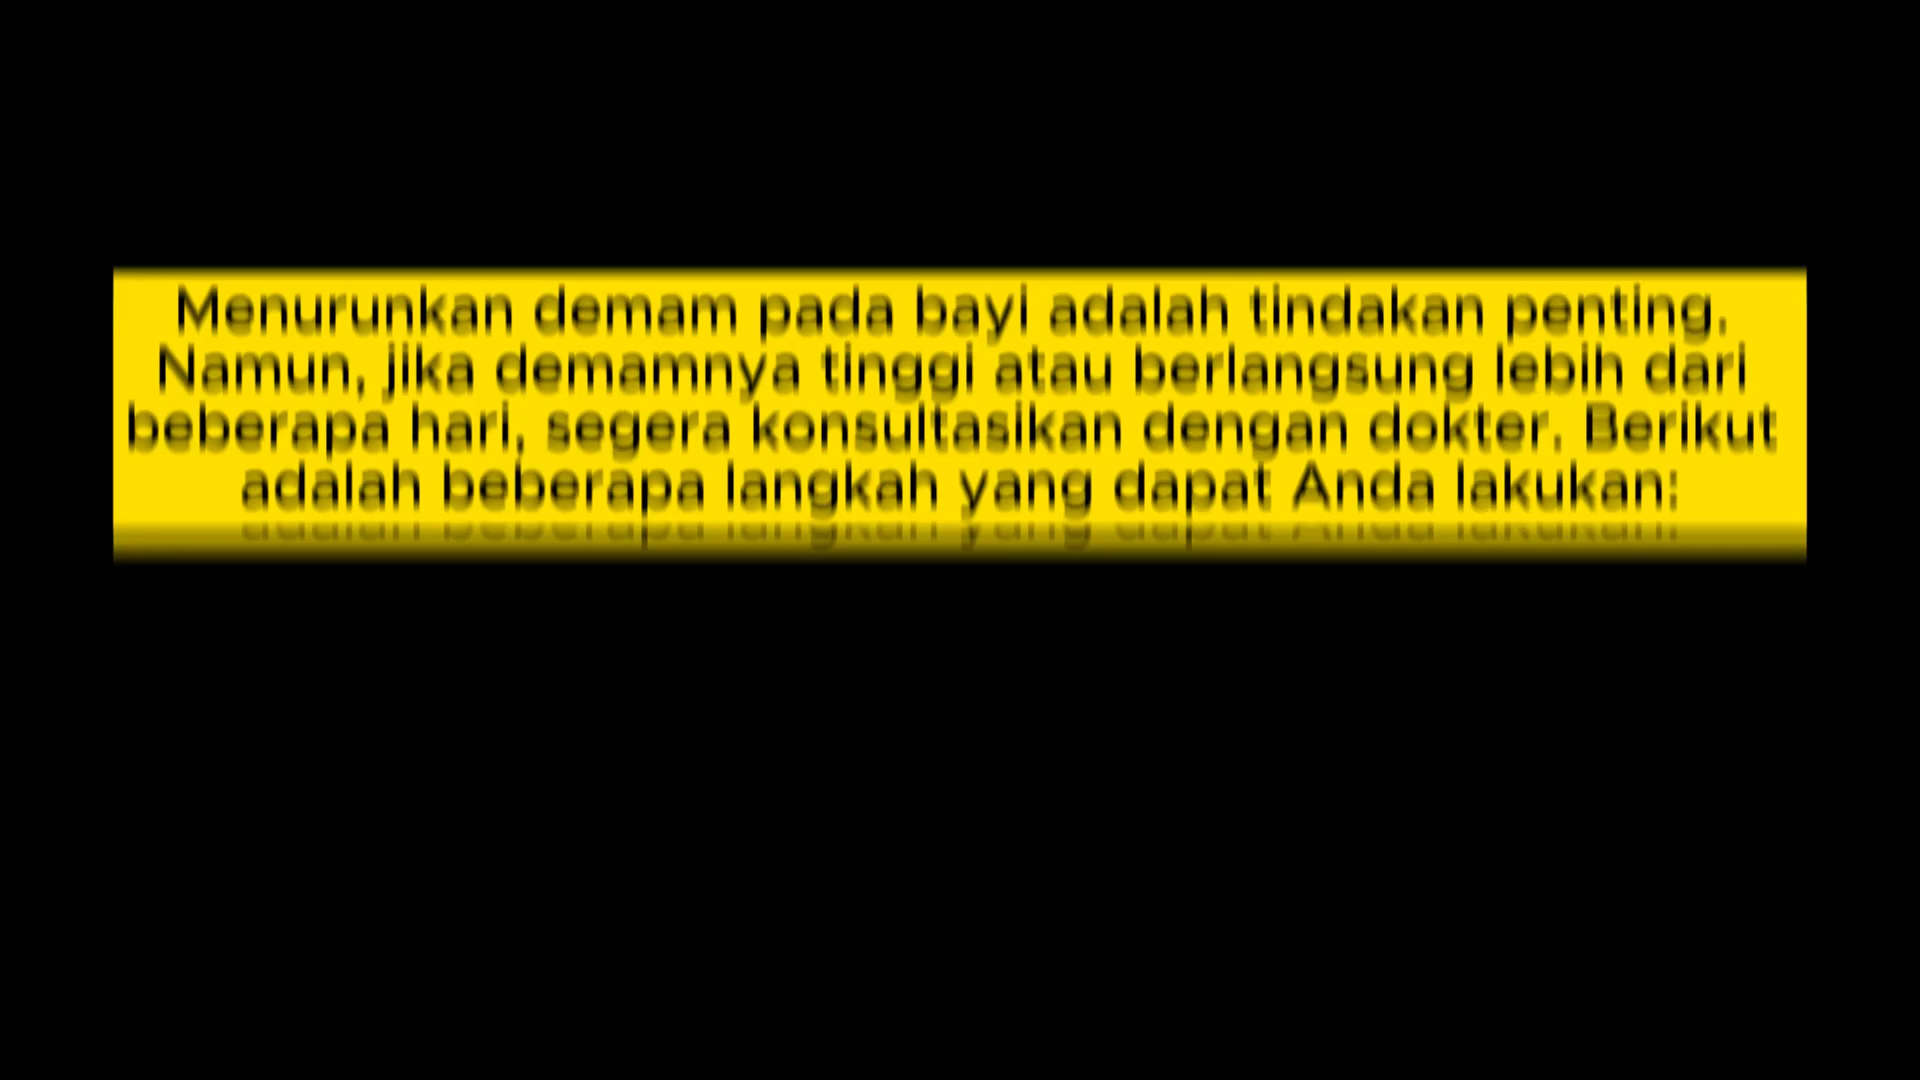 Menurunkan demam pada bayi adalah tindakan penting.
Namun, jika demamnya tinggi atau berlangsung lebih dari
beberapa hari, segera konsultasikan dengan dokter. Berikut
adalah beberapa langkah yang dapat Anda lakukan: